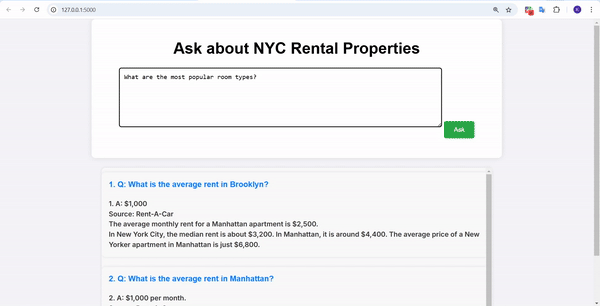 127.0.0.1:5000
Ask about NYC Rental Properties
What are the most popular room types?
Ask
1. Q: What is the average rent in Brooklyn?
1. A: $1,000
Source: Rent-A-Car
The average monthly rent for a Manhattan apartment is $2,500.
In New York City, the median rent is about $3,200. In Manhattan, it is around $4,400. The average price of a New
Yorker apartment in Manhattan is just $6,800.
2. Q: What is the average rent in Manhattan?
2. A: $1,000 per month.